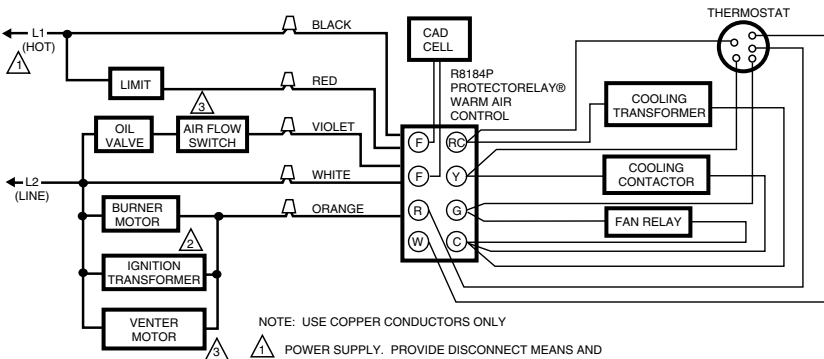 THERMOSTAT
L1
(HOT)
1
BLACK
CAD
CELL
LIMIT
RED
R8184P
PROTECTORELAY®
WARM AIR
CONTROL
COOLING
TRANSFORMER
3
OIL
VALVE
AIR FLOW
SWITCH
VIOLET
F
RC
L2
(LINE)
WHITE
F
Y
COOLING
CONTACTOR
BURNER
MOTOR
ORANGE
R
G
FAN RELAY
2
W
C
IGNITION
TRANSFORMER
VENTER
MOTOR
3
NOTE: USE COPPER CONDUCTORS ONLY
1 POWER SUPPLY. PROVIDE DISCONNECT MEANS AND